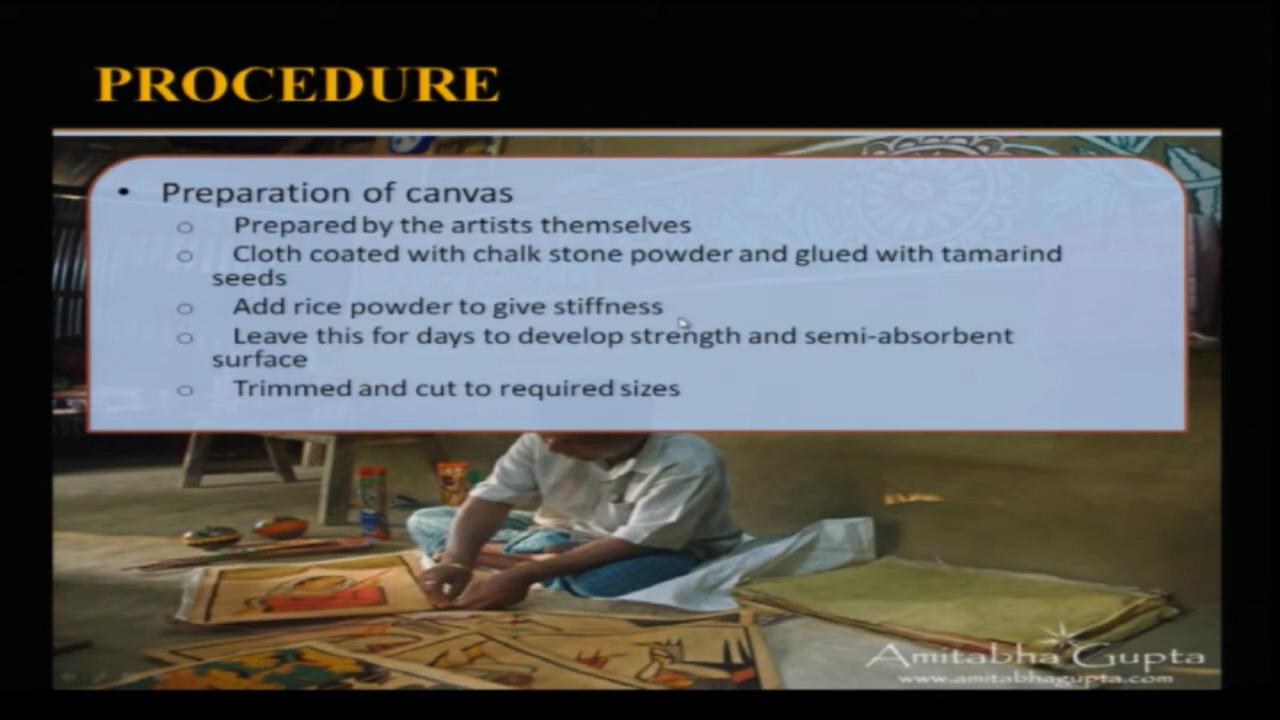 PROCEDURE
• Preparation of canvas
o Prepared by the artists themselves
o Cloth coated with chalk stone powder and glued with tamarind
seeds
o Add rice powder to give stiffness
o Leave this for days to develop strength and semi-absorbent
surface
o Trimmed and cut to required sizes
Amitabha Gupta
www.amitabhagupta.com